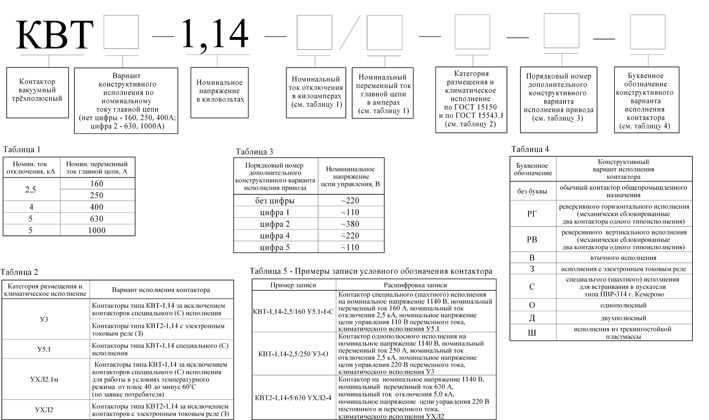 КВТ — 1,14 — / — — —
Контактор
вакуумный
трёхполюсный
Вариант
конструктивного
исполнения по
номинальному
току главной цепи
(нет цифры - 160, 250, 400А;
цифра 2 - 630, 1000А)
Номинальное
напряжение
в киловольтах
Номинальный
ток отключения
в килоамперах
(см. таблицу 1)
Номинальный
переменный ток
главной цепи
в амперах
(см. таблицу 1)
Категория
размещения и
климатическое
исполнение
по ГОСТ 15150
и по ГОСТ 15543.1
(см. таблицу 2)
Порядковый номер
дополнительного
конструктивного
варианта
исполнения привода
(см. таблицу 3)
Буквенное
обозначение
конструктивного
варианта
исполнения
контактора
(см. таблицу 4)
Таблица 1
Номин. ток
отключения, кА
Номин. переменный
ток главной цепи, А
2,5
160
250
4 400
5 630
5 1000
Таблица 3
Порядковый номер
дополнительного
конструктивного варианта
исполнения привода
Номининальное
напряжение
цепи управления, В
без цифры ~220
цифра 1 ~110
цифра 2 ~380
цифра 4 ≂220
цифра 5 ≂110
Таблица 4
Буквенное
обозначение
Конструктивный
вариант исполнения
контактора
без буквы
обычный контактор общепромышленного
назначения
РГ
реверсивного горизонтального исполнения
(механически сблокированные
два контактора одного типоисполнения)
РВ
реверсивного вертикального исполнения
(механически сблокированные
два контактора одного типоисполнения)
В втычного исполнения
З исполнения с электронным токовым реле
С
специального (шахтного) исполнения
для встраивания в пускатели
типа ПВР-314 г. Кемерово
О однополюсный
Д двухполюсный
Ш
исполнения из трекингостойкой
пластмассы
Таблица 2
Категория размещения и
климатическое исполнение
Вариант исполнения контактора
У3
Контакторы типа КВТ-1,14 за исключением
контакторов специального (С) исполнения
Контакторы типа КВТ2-1,14 с электронным
токовым реле (З)
У5.1
Контакторы типа КВТ-1,14 специального (С)
исполнения
УХЛ2.1м
Контакторы типа КВТ-1,14 за исключением
контакторов специального (С) исполнения
для работы в условиях температурного
режима от плюс 40 до минус 60°С
(по заявке потребителя)
УХЛ2
Контакторы типа КВТ2-1,14 за исключением
контакторов с электронным токовым реле (З)
Таблица 5 - Примеры записи условного обозначения контактора
Пример записи Расшифровка записи
КВТ-1,14-2,5/160 У5.1-1-С
Контактор специального (шахтного) исполнения
на номинальное напряжение 1140 В, номинальный
переменный ток 160 А, номинальный ток
отключения 2,5 кА, номинальное напряжение
цепи управления 110 В переменного тока,
климатического исполнения У5.1
КВТ-1,14-2,5/250 У3-О
Контактор однополюсного исполнения на
номинальное напряжение 1140 В, номинальный
переменный ток 250 А, номинальный ток
отключения 2,5 кА, номинальное напряжение
цепи управления 220 В переменного тока,
климатического исполнения У3
КВТ2-1,14-5/630 УХЛ2-4
Контактор на номинальное напряжение 1140 В,
номинальный переменный ток 630 А,
номинальный ток отключения 5,0 кА,
номинальное напряжение цепи управления 220 В
постоянного и переменного тока,
климатического исполнения УХЛ2